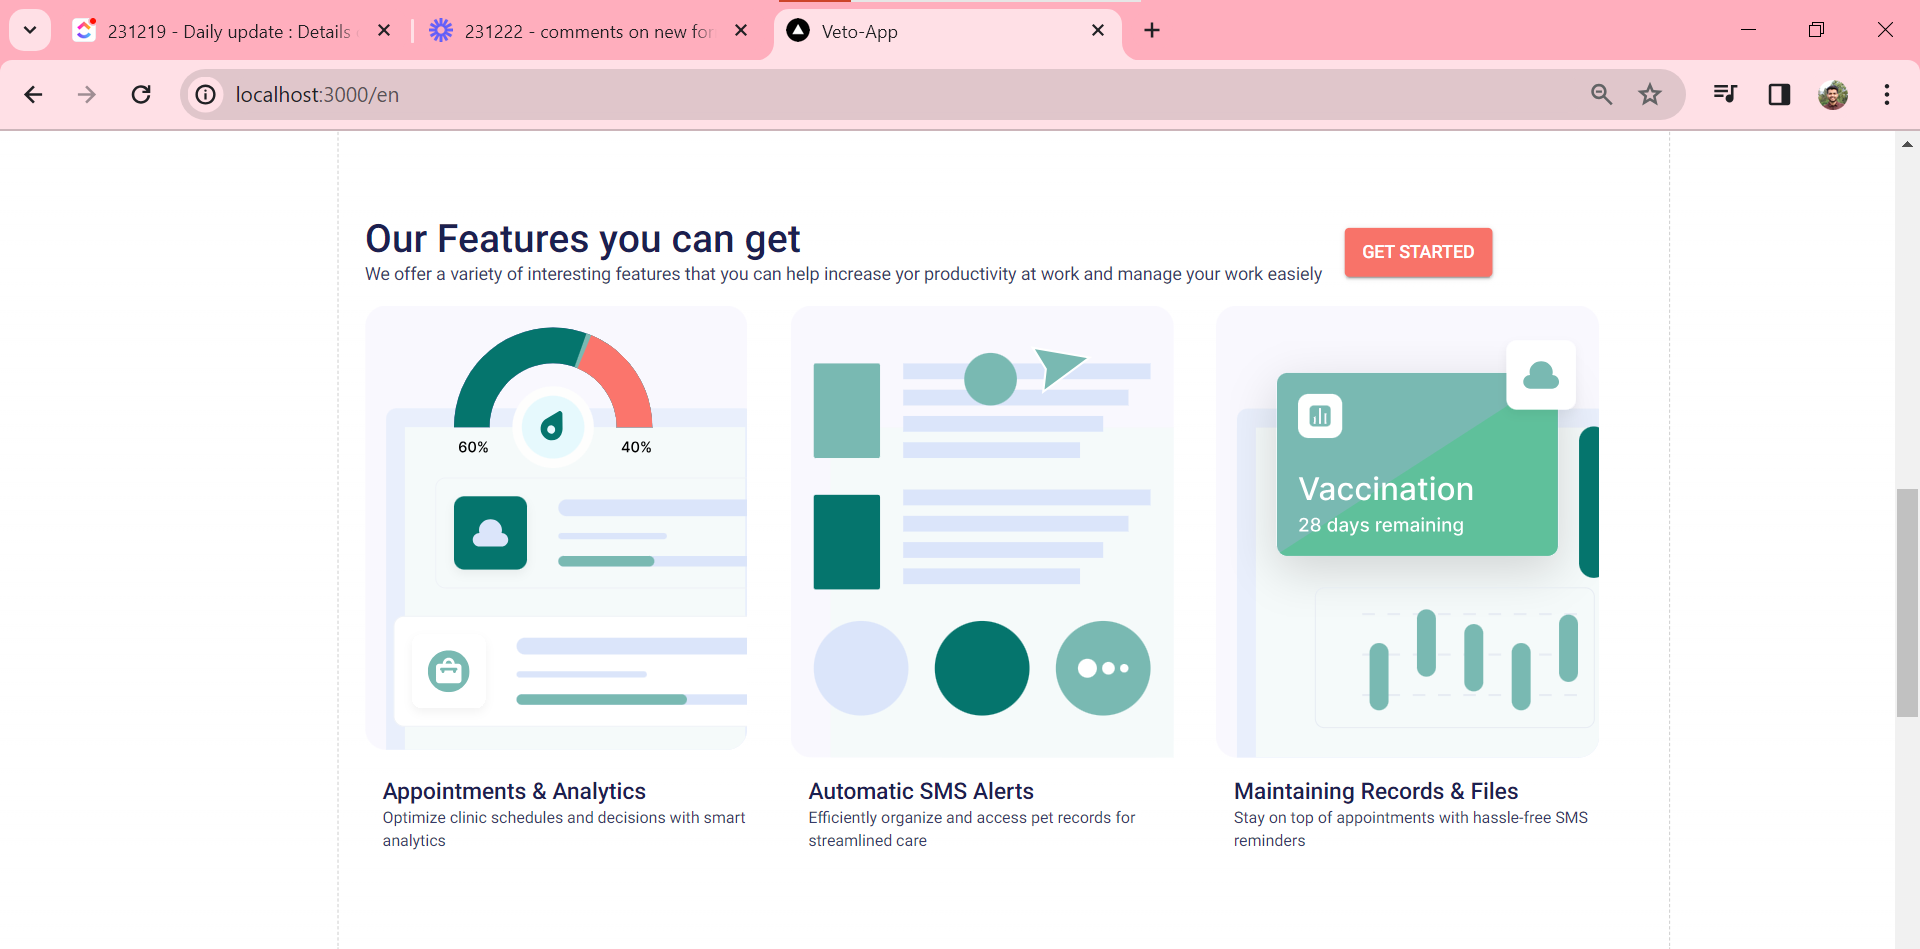 231219 - Daily update : Details
231222 - comments on new for
Veto-App
localhost:3000/en
Our Features you can get
We offer a variety of interesting features that you can help increase yor productivity at work and manage your work easiely
GET STARTED
60%
40%
Vaccination
28 days remaining
Appointments & Analytics
Optimize clinic schedules and decisions with smart
analytics
Automatic SMS Alerts
Efficiently organize and access pet records for
streamlined care
Maintaining Records & Files
Stay on top of appointments with hassle-free SMS
reminders